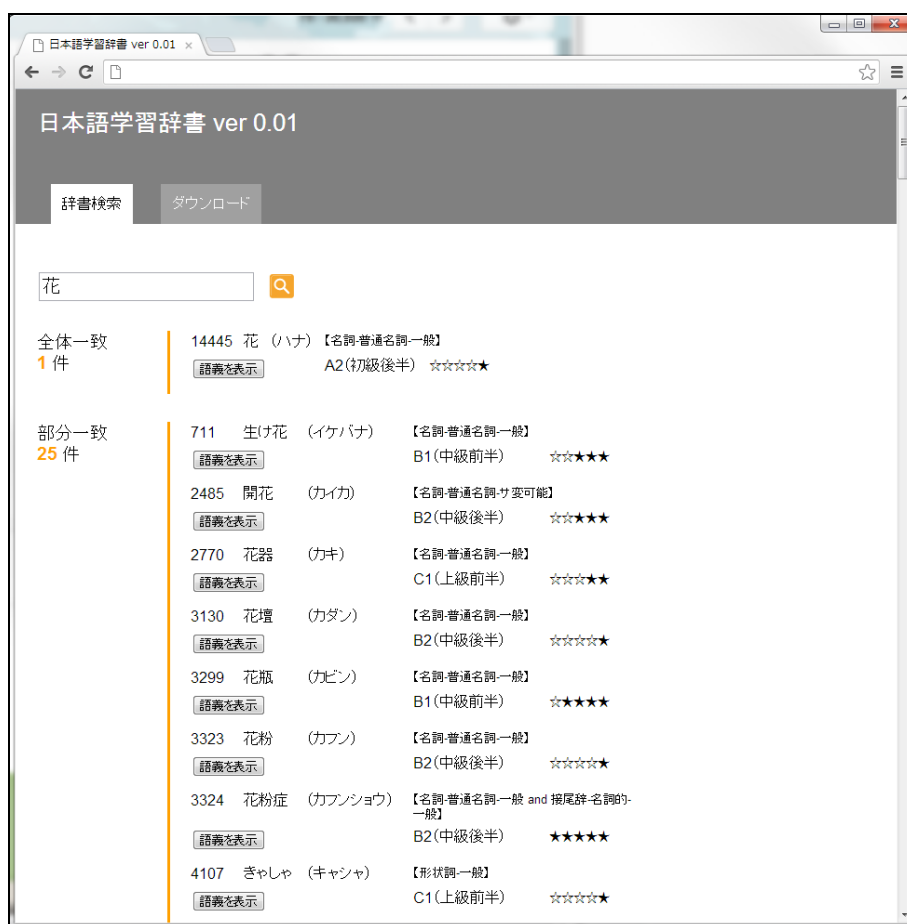 日本語学習辞書 ver 0.01
日本語学習辞書 ver 0.01
辞書検索 ダウンロード
花
全体一致
1 件
14445 花 (ハナ) 【名詞-普通名詞-一般】
語義を表示 A2(初級後半) ☆☆☆☆★
部分一致
25 件
711 生け花 (イケバナ) 【名詞-普通名詞-一般】
語義を表示 B1(中級前半) ☆☆★★★
2485 開花 (カイカ) 【名詞-普通名詞-サ変可能】
語義を表示 B2(中級後半) ☆☆★★★
2770 花器 (カキ) 【名詞-普通名詞-一般】
語義を表示 C1(上級前半) ☆☆☆★★
3130 花壇 (カダン) 【名詞-普通名詞-一般】
語義を表示 B2(中級後半) ☆☆☆☆★
3299 花瓶 (カビン) 【名詞-普通名詞-一般】
語義を表示 B1(中級前半) ☆★★★★
3323 花粉 (カフン) 【名詞-普通名詞-一般】
語義を表示 B2(中級後半) ☆☆☆☆★
3324 花粉症 (カフンショウ) 【名詞-普通名詞-一般 and 接尾辞-名詞的-
一般】
語義を表示 B2(中級後半) ★★★★★
4107 きゃしゃ (キャシャ) 【形状詞-一般】
語義を表示 C1(上級前半) ☆☆☆☆★